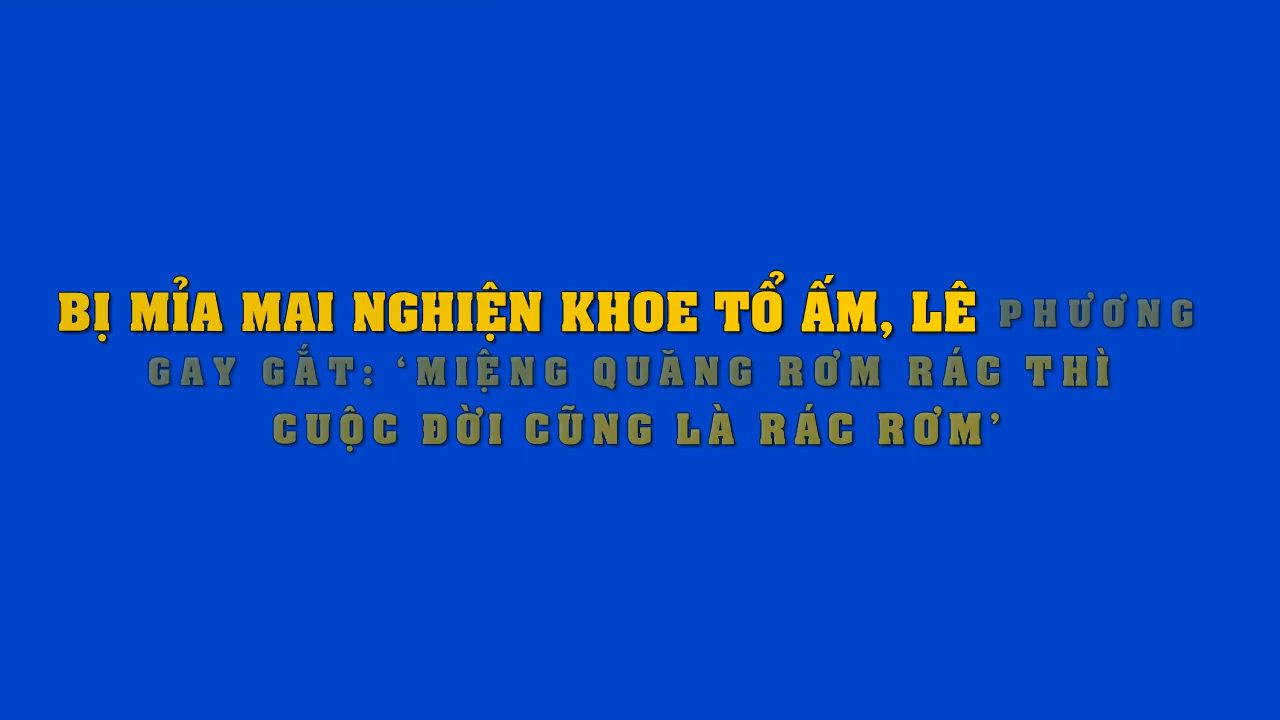 BỊ MỈA MAI NGHIỆN KHOE TỔ ẤM, LÊ PHƯƠNG
GAY GẮT: ‘MIỆNG QUĂNG RƠM RÁC THÌ
CUỘC ĐỜI CŨNG LÀ RÁC RƠM’